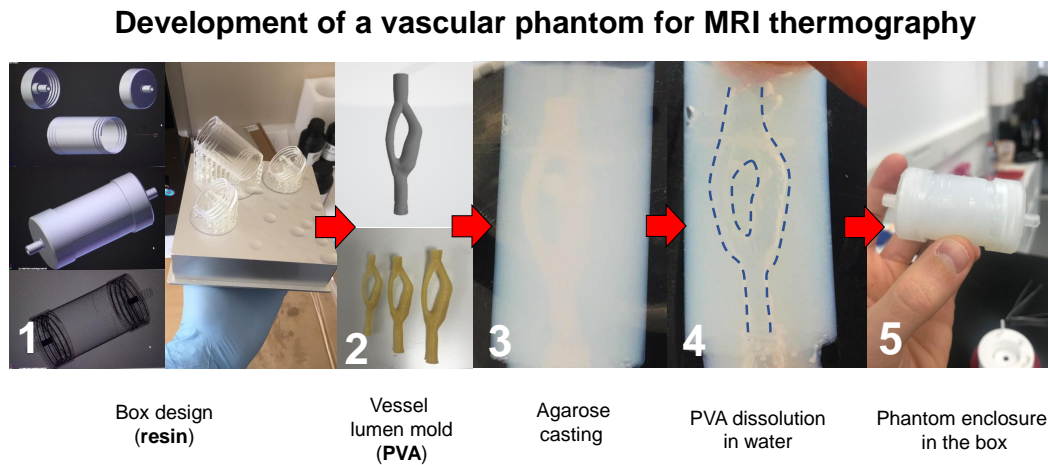 Development of a vascular phantom for MRI thermography
1
2
3
4
5
Box design
(resin)
Vessel
lumen mold
(PVA)
Agarose
casting
PVA dissolution
in water
Phantom enclosure
in the box